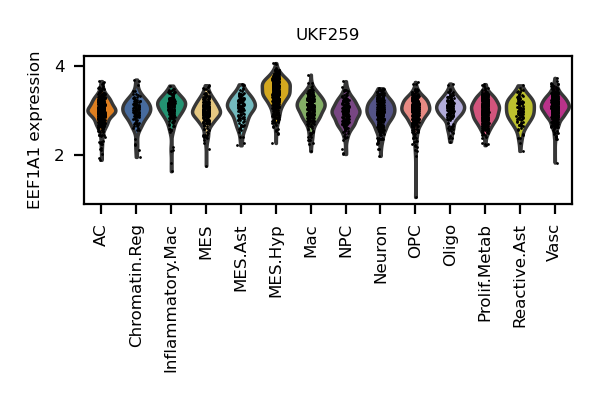 UKF259
EEF1A1 expression
4
2
AC
Chromatin.Reg
Inflammatory.Mac
MES
MES.Ast
MES.Hyp
Mac
NPC
Neuron
OPC
Oligo
Prolif.Metab
Reactive.Ast
Vasc